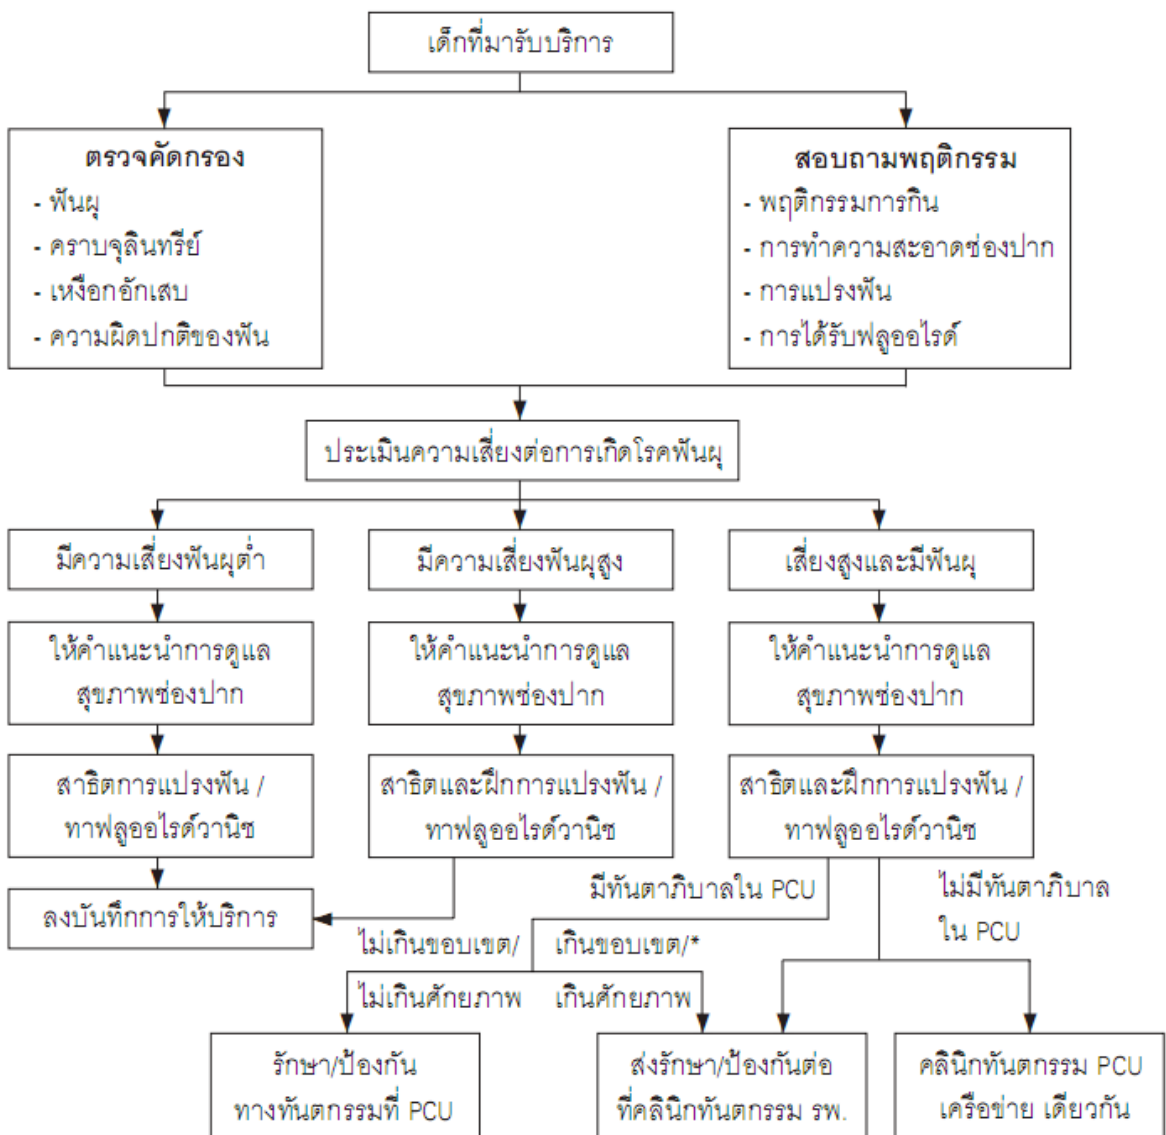 เด็กที่มารับบริการ
ตรวจคัดกรอง
- ฟันผุ
- คราบจุลินทรีย์
- เหงือกอักเสบ
- ความผิดปกติของฟัน
สอบถามพฤติกรรม
- พฤติกรรมการกิน
- การทำความสะอาดช่องปาก
- การแปรงฟัน
- การได้รับฟลูออไรด์
ประเมินความเสี่ยงต่อการเกิดโรคฟันผุ
มีความเสี่ยงฟันผุต่ำ
มีความเสี่ยงฟันผุสูง
เสี่ยงสูงและมีฟันผุ
ให้คำแนะนำการดูแล
สุขภาพช่องปาก
ให้คำแนะนำการดูแล
สุขภาพช่องปาก
ให้คำแนะนำการดูแล
สุขภาพช่องปาก
สาธิตการแปรงฟัน /
ทาฟลูออไรด์วานิช
สาธิตและฝึกการแปรงฟัน /
ทาฟลูออไรด์วานิช
สาธิตและฝึกการแปรงฟัน /
ทาฟลูออไรด์วานิช
ลงบันทึกการให้บริการ
มีทันตาภิบาลใน PCU
ไม่มีทันตาภิบาล
ใน PCU
ไม่เกินขอบเขต/
ไม่เกินศักยภาพ
เกินขอบเขต/*
เกินศักยภาพ
รักษา/ป้องกัน
ทางทันตกรรมที่ PCU
ส่งรักษา/ป้องกันต่อ
ที่คลินิกทันตกรรม รพ.
คลินิกทันตกรรม PCU
เครือข่าย เดียวกัน